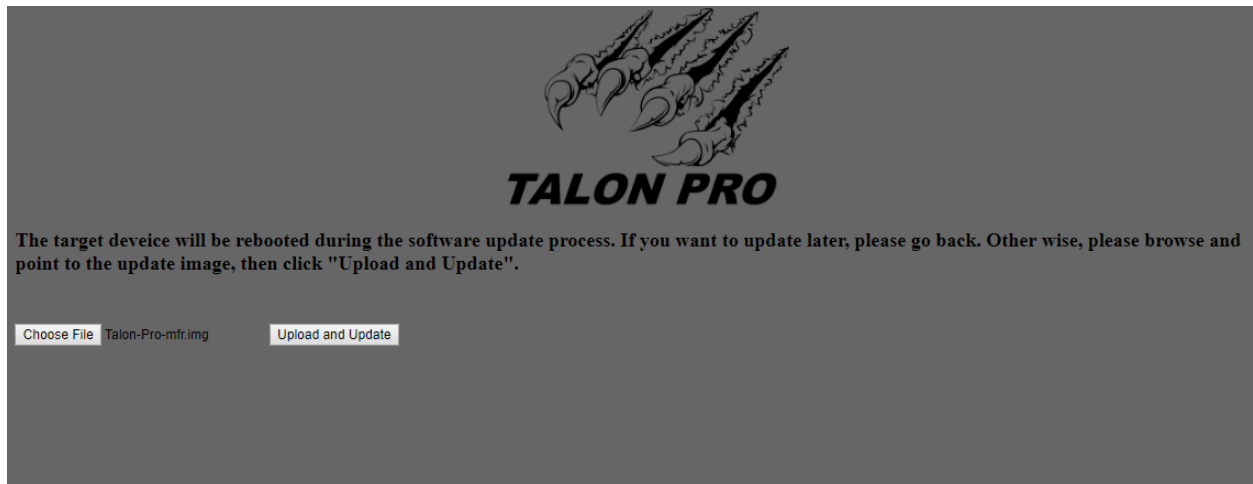 TALON PRO
The target deveice will be rebooted during the software update process. If you want to update later, please go back. Other wise, please browse and
point to the update image, then click "Upload and Update".
Choose File Talon-Pro-mfr.img Upload and Update